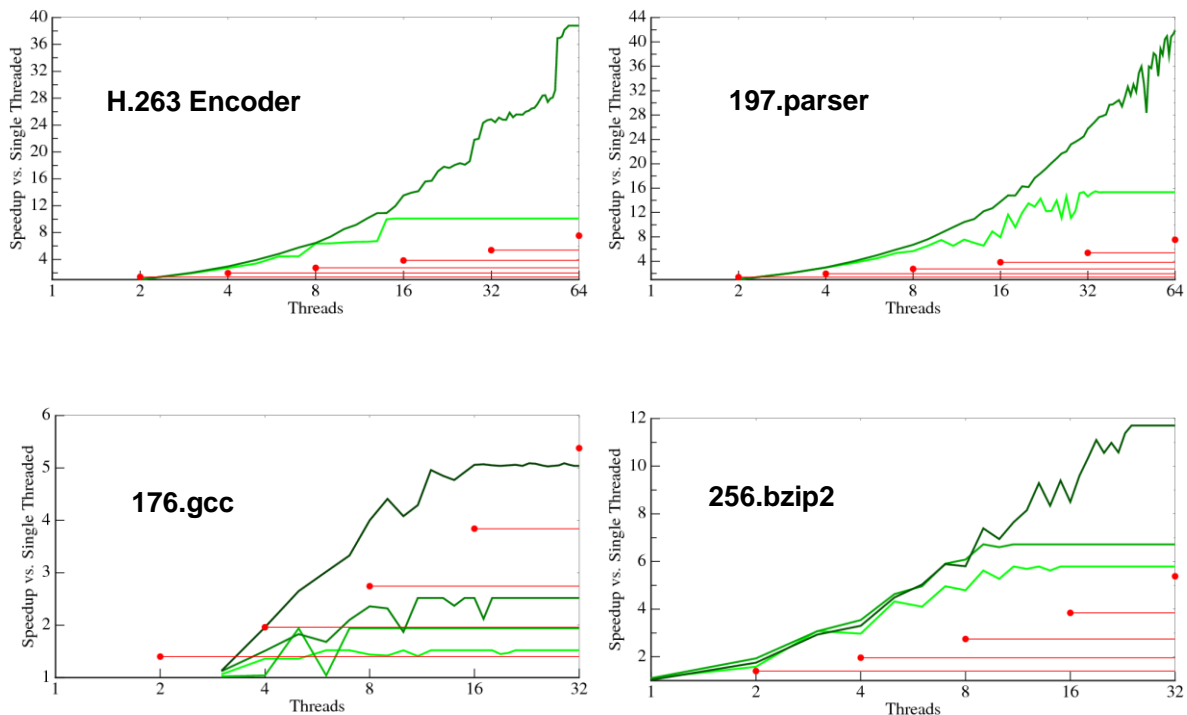 40
36
32
28
24
20
16
12
8
4
Speedup vs. Single Threaded
H.263 Encoder
1 2 4 8 16 32 64
Threads
44
40
36
32
28
24
20
16
12
8
4
Speedup vs. Single Threaded
197.parser
1 2 4 8 16 32 64
Threads
6
5
4
3
2
1
Speedup vs. Single Threaded
176.gcc
1 2 4 8 16 32
Threads
12
10
8
6
4
2
Speedup vs. Single Threaded
256.bzip2
1 2 4 8 16 32
Threads